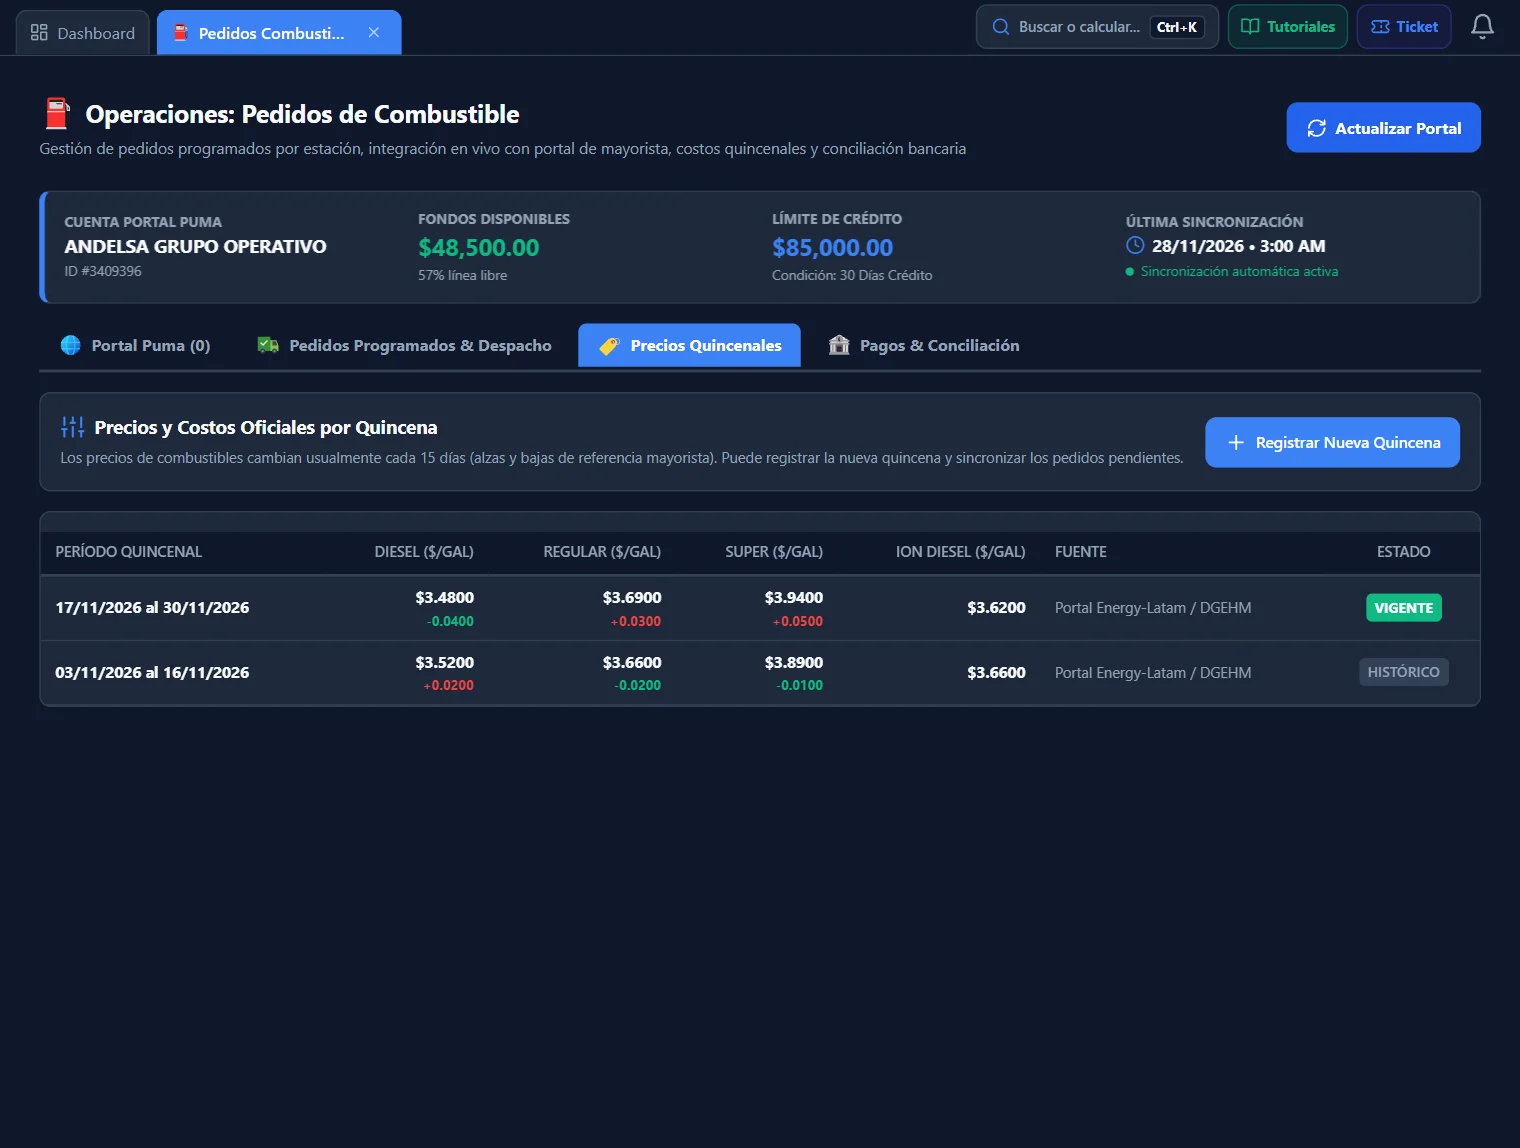 Dashboard
Pedidos Combusti...
Buscar o calcular... Ctrl+K
Tutoriales
Ticket
Operaciones: Pedidos de Combustible
Gestión de pedidos programados por estación, integración en vivo con portal de mayorista, costos quincenales y conciliación bancaria
Actualizar Portal
CUENTA PORTAL PUMA
ANDELSA GRUPO OPERATIVO
ID #3409396
FONDOS DISPONIBLES
$48,500.00
57% línea libre
LÍMITE DE CRÉDITO
$85,000.00
Condición: 30 Días Crédito
ÚLTIMA SINCRONIZACIÓN
28/11/2026 • 3:00 AM
Sincronización automática activa
Portal Puma (0)
Pedidos Programados & Despacho
Precios Quincenales
Pagos & Conciliación
Precios y Costos Oficiales por Quincena
Los precios de combustibles cambian usualmente cada 15 días (alzas y bajas de referencia mayorista). Puede registrar la nueva quincena y sincronizar los pedidos pendientes.
Registrar Nueva Quincena
PERÍODO QUINCENAL DIESEL ($/GAL) REGULAR ($/GAL) SUPER ($/GAL) ION DIESEL ($/GAL) FUENTE ESTADO
17/11/2026 al 30/11/2026 $3.4800 $3.6900 $3.9400 $3.6200 Portal Energy-Latam / DGEHM VIGENTE
-0.0400 +0.0300 +0.0500
03/11/2026 al 16/11/2026 $3.5200 $3.6600 $3.8900 $3.6600 Portal Energy-Latam / DGEHM HISTÓRICO
+0.0200 -0.0200 -0.0100